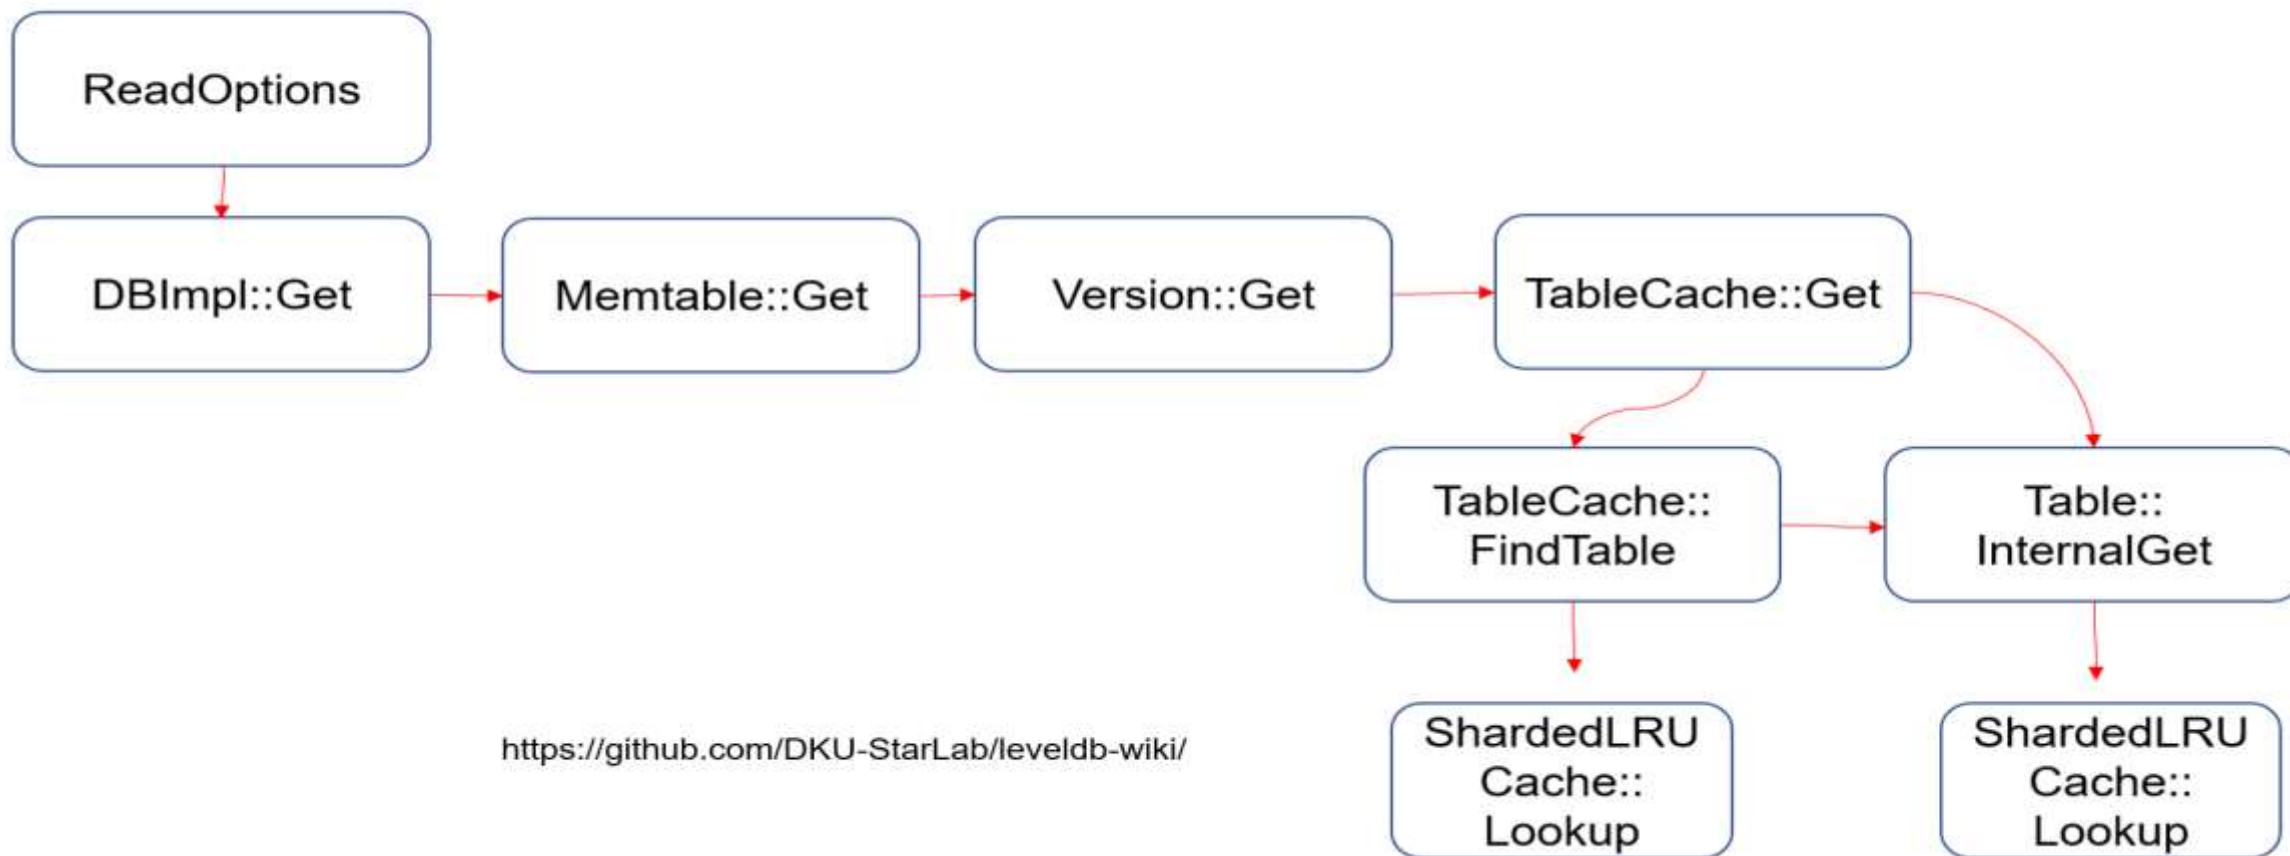 ReadOptions
DBImpl::Get
Memtable::Get
Version::Get
TableCache::Get
TableCache::
FindTable
Table::
InternalGet
https://github.com/DKU-StarLab/leveldb-wiki/
ShardedLRU
Cache::
Lookup
ShardedLRU
Cache::
Lookup